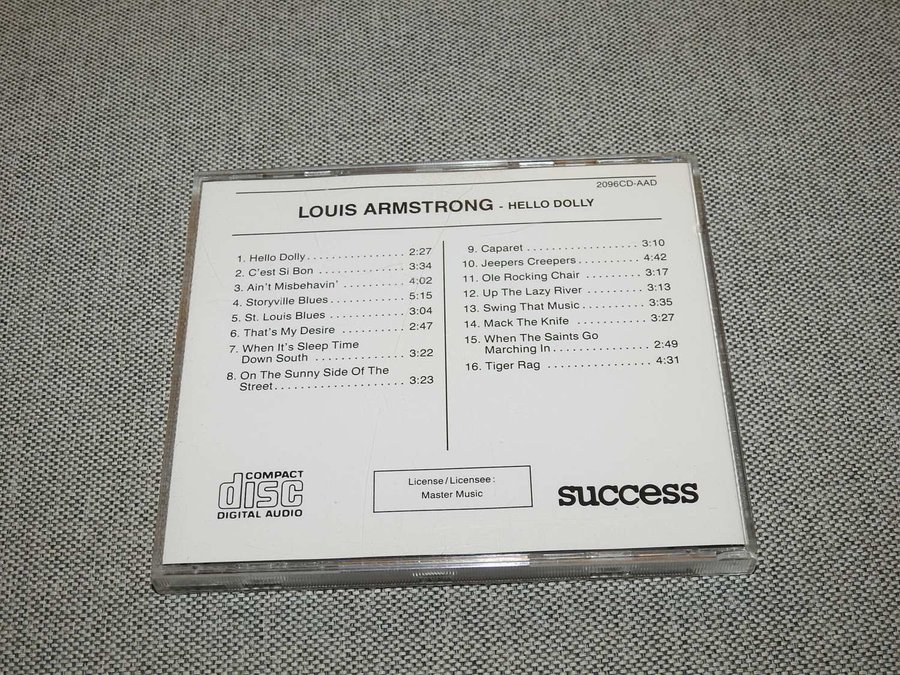 2096CD-AAD
LOUIS ARMSTRONG - HELLO DOLLY
1. Hello Dolly . . . . . . . . . . . . . . . 2:27
2. C'est Si Bon . . . . . . . . . . . . . . 3:34
3. Ain't Misbehavin' . . . . . . . . . . . 4:02
4. Storyville Blues . . . . . . . . . . . . 5:15
5. St. Louis Blues . . . . . . . . . . . . 3:04
6. That's My Desire . . . . . . . . . . . 2:47
7. When It's Sleep Time
Down South . . . . . . . . . . . . . . 3:22
8. On The Sunny Side Of The
Street . . . . . . . . . . . . . . . . . . . 3:23
9. Caparet . . . . . . . . . . . . . . . . . 3:10
10. Jeepers Creepers . . . . . . . . . . 4:42
11. Ole Rocking Chair . . . . . . . . . 3:17
12. Up The Lazy River . . . . . . . . . 3:13
13. Swing That Music . . . . . . . . . . 3:35
14. Mack The Knife . . . . . . . . . . . 3:27
15. When The Saints Go
Marching In . . . . . . . . . . . . . . 2:49
16. Tiger Rag . . . . . . . . . . . . . . . 4:31
COMPACT
disc
DIGITAL AUDIO
License/Licensee:
Master Music
success